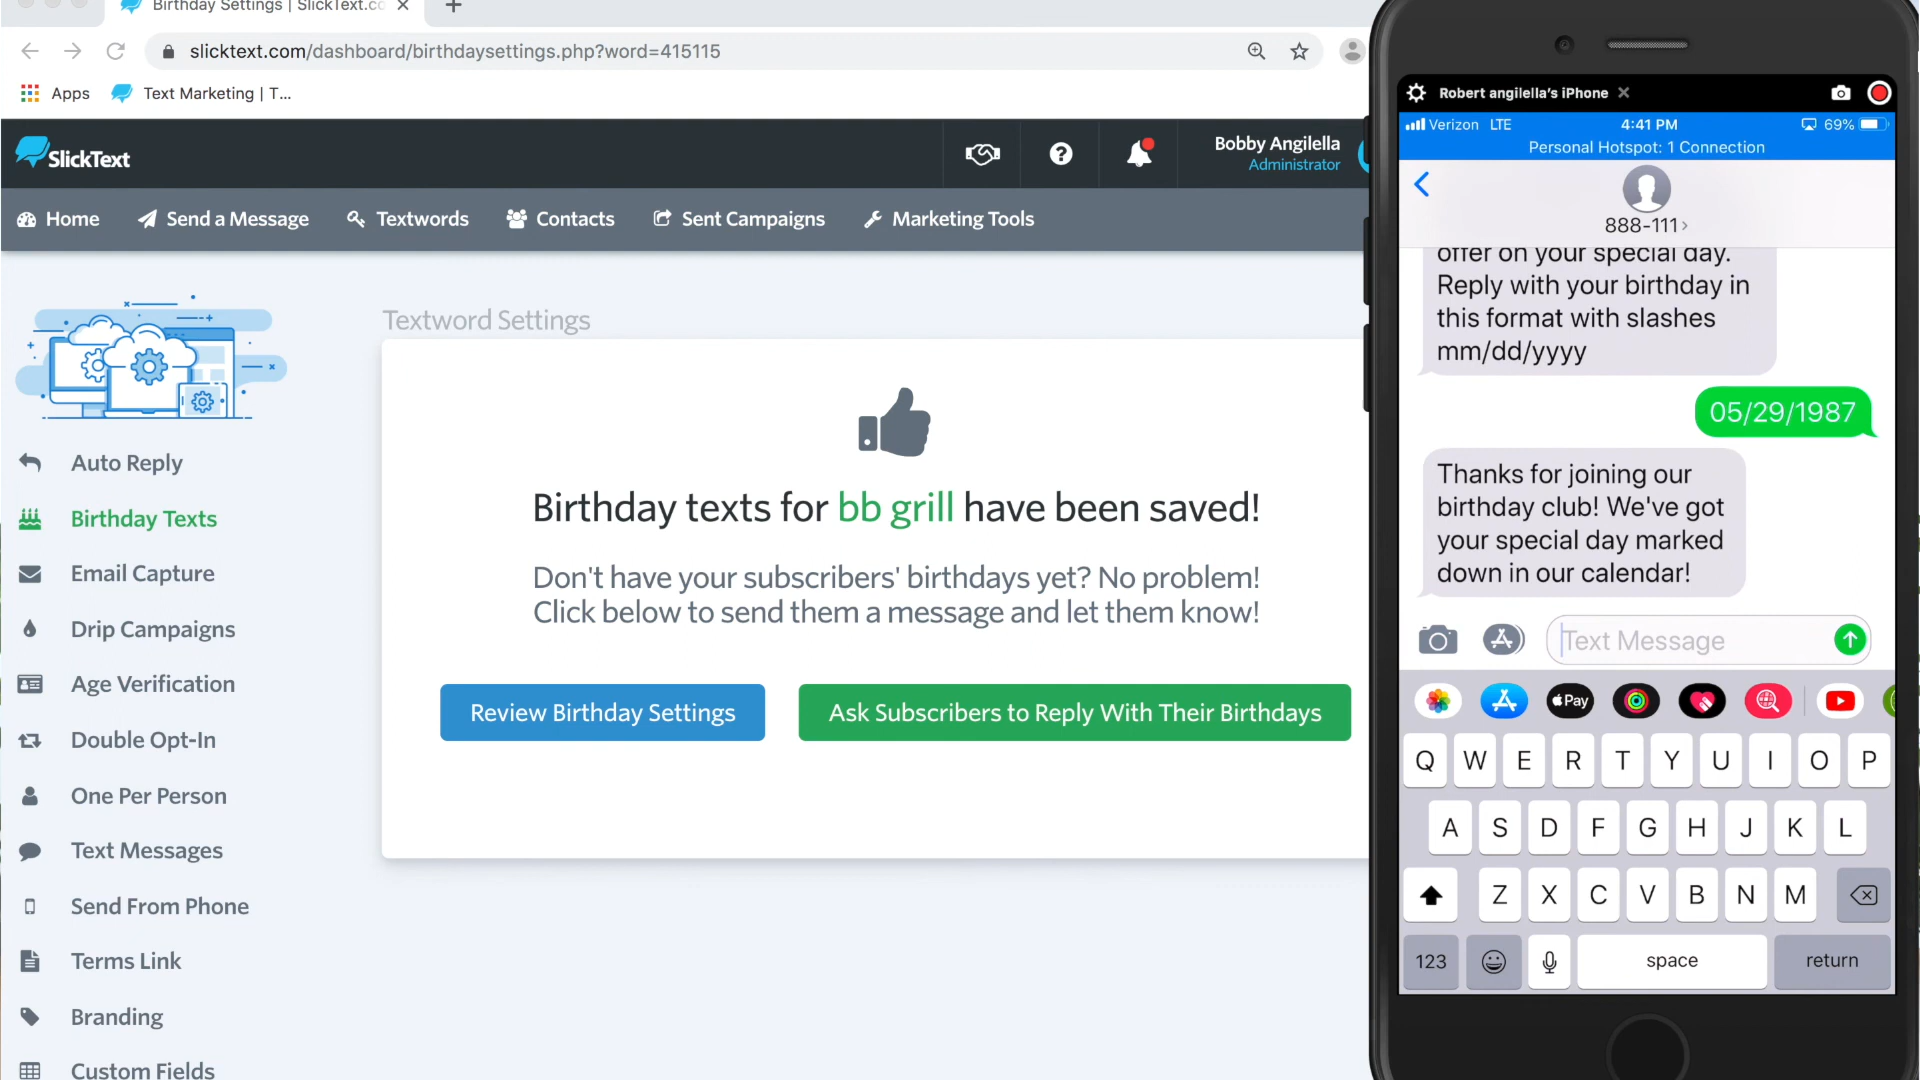 Birthday Settings | SlickText.co
slicktext.com/dashboard/birthdaysettings.php?word=415115
Apps
Text Marketing | T...
SlickText
Bobby Angilella
Administrator
Home
Send a Message
Textwords
Contacts
Sent Campaigns
Marketing Tools
Auto Reply
Birthday Texts
Email Capture
Drip Campaigns
Age Verification
Double Opt-In
One Per Person
Text Messages
Send From Phone
Terms Link
Branding
Custom Fields
Textword Settings
Birthday texts for bb grill have been saved!
Don't have your subscribers' birthdays yet? No problem!
Click below to send them a message and let them know!
Review Birthday Settings
Ask Subscribers to Reply With Their Birthdays
Robert angilella's iPhone
Verizon LTE 4:41 PM 69%
Personal Hotspot: 1 Connection
888-111
offer on your special day.
Reply with your birthday in
this format with slashes
mm/dd/yyyy
05/29/1987
Thanks for joining our
birthday club! We've got
your special day marked
down in our calendar!
Text Message
Pay
Q W E R T Y U I O P
A S D F G H J K L
Z X C V B N M
123 space return